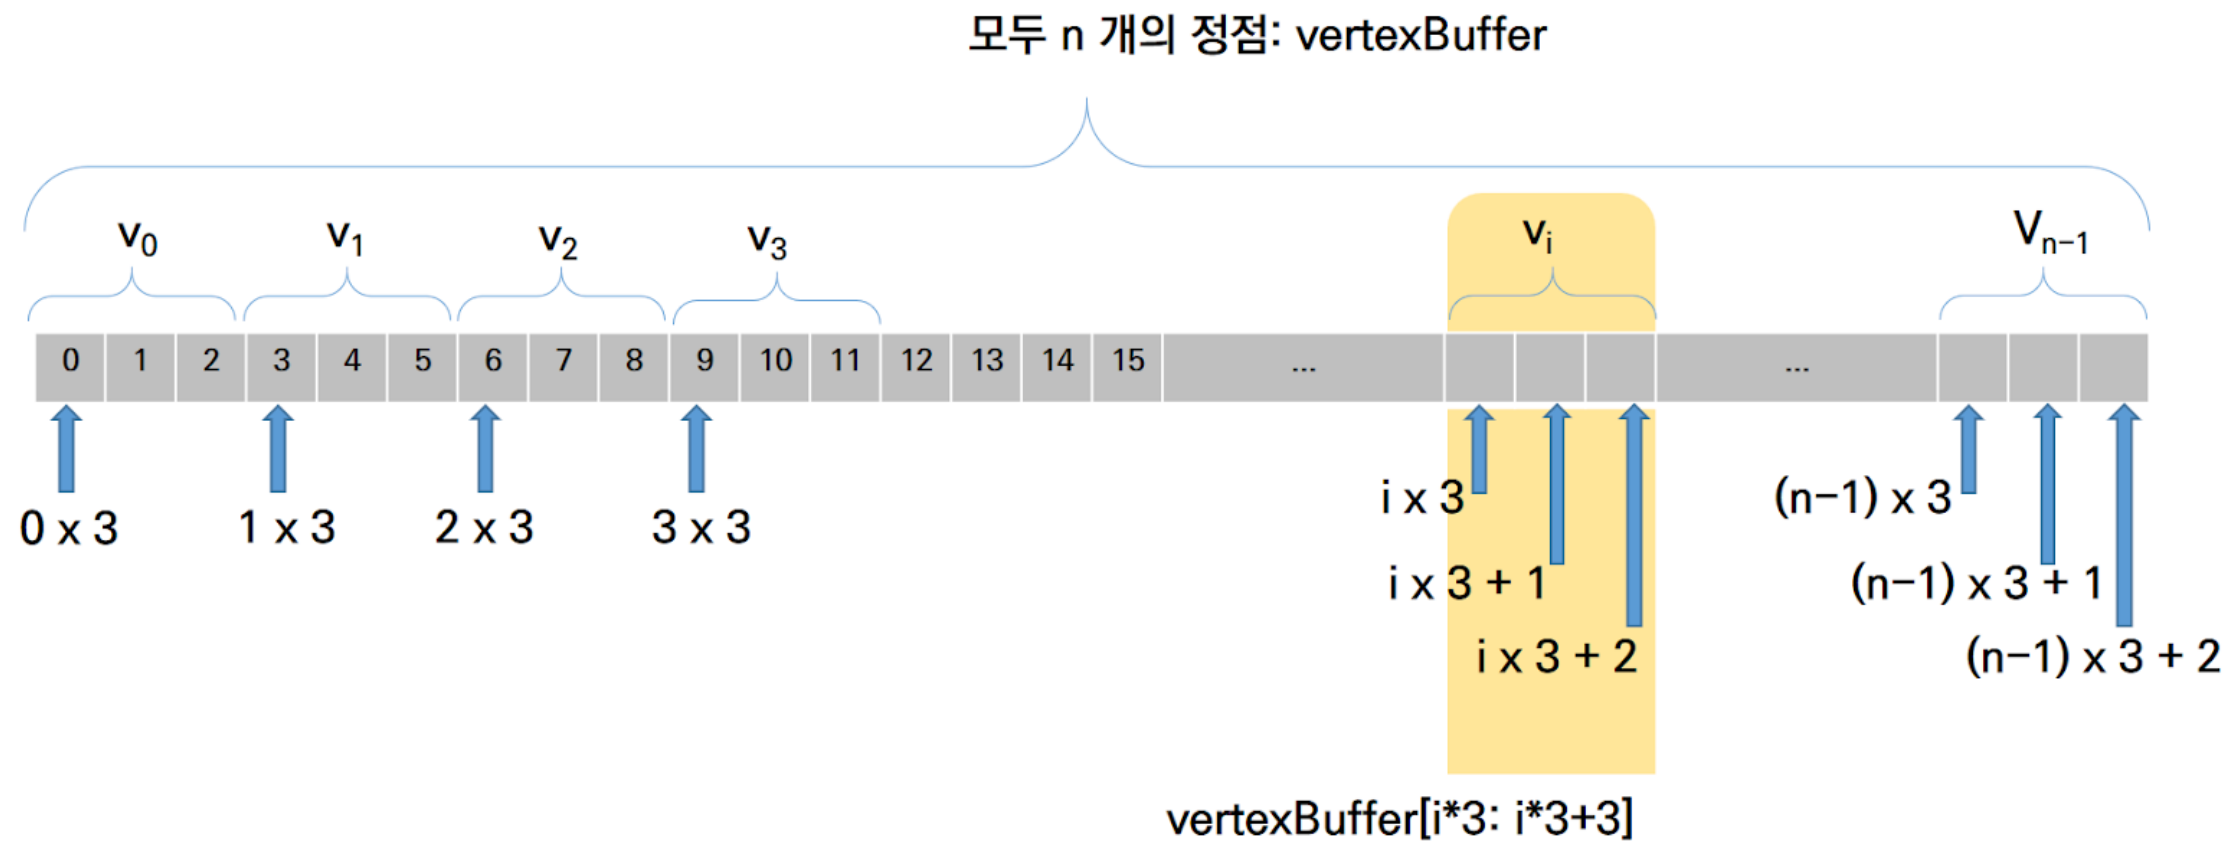 모두 n 개의 정점: vertexBuffer
v0 v1 v2 v3 vi Vn-1
0 1 2 3 4 5 6 7 8 9 10 11 12 13 14 15 ... ...
0 x 3 1 x 3 2 x 3 3 x 3 i x 3 (n-1) x 3
i x 3 + 1 (n-1) x 3 + 1
i x 3 + 2 (n-1) x 3 + 2
vertexBuffer[i*3: i*3+3]